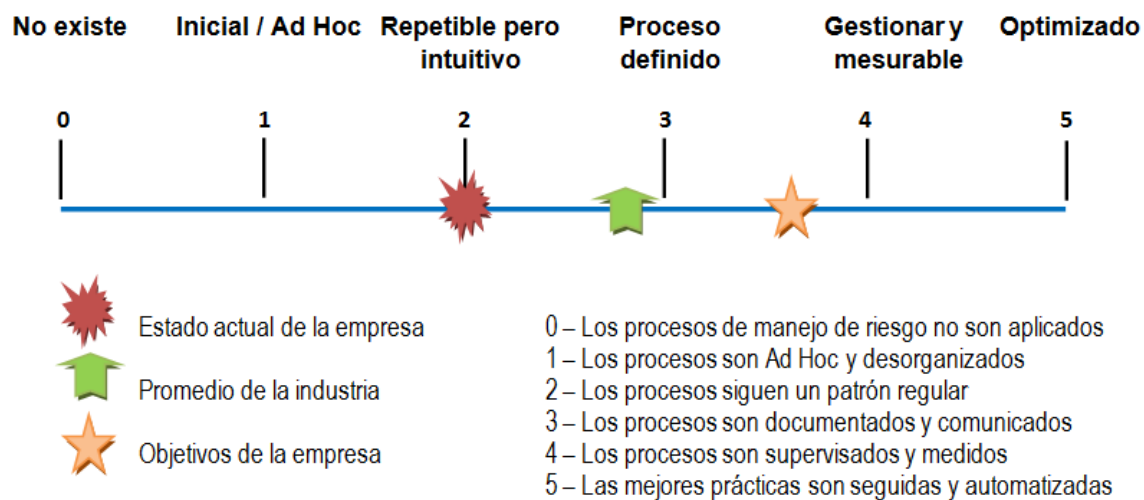 No existe Inicial / Ad Hoc Repetible pero Proceso Gestionar y Optimizado
intuitivo definido mesurable
0 1 2 3 4 5
Estado actual de la empresa
Promedio de la industria
Objetivos de la empresa
0 – Los procesos de manejo de riesgo no son aplicados
1 – Los procesos son Ad Hoc y desorganizados
2 – Los procesos siguen un patrón regular
3 – Los procesos son documentados y comunicados
4 – Los procesos son supervisados y medidos
5 – Las mejores prácticas son seguidas y automatizadas